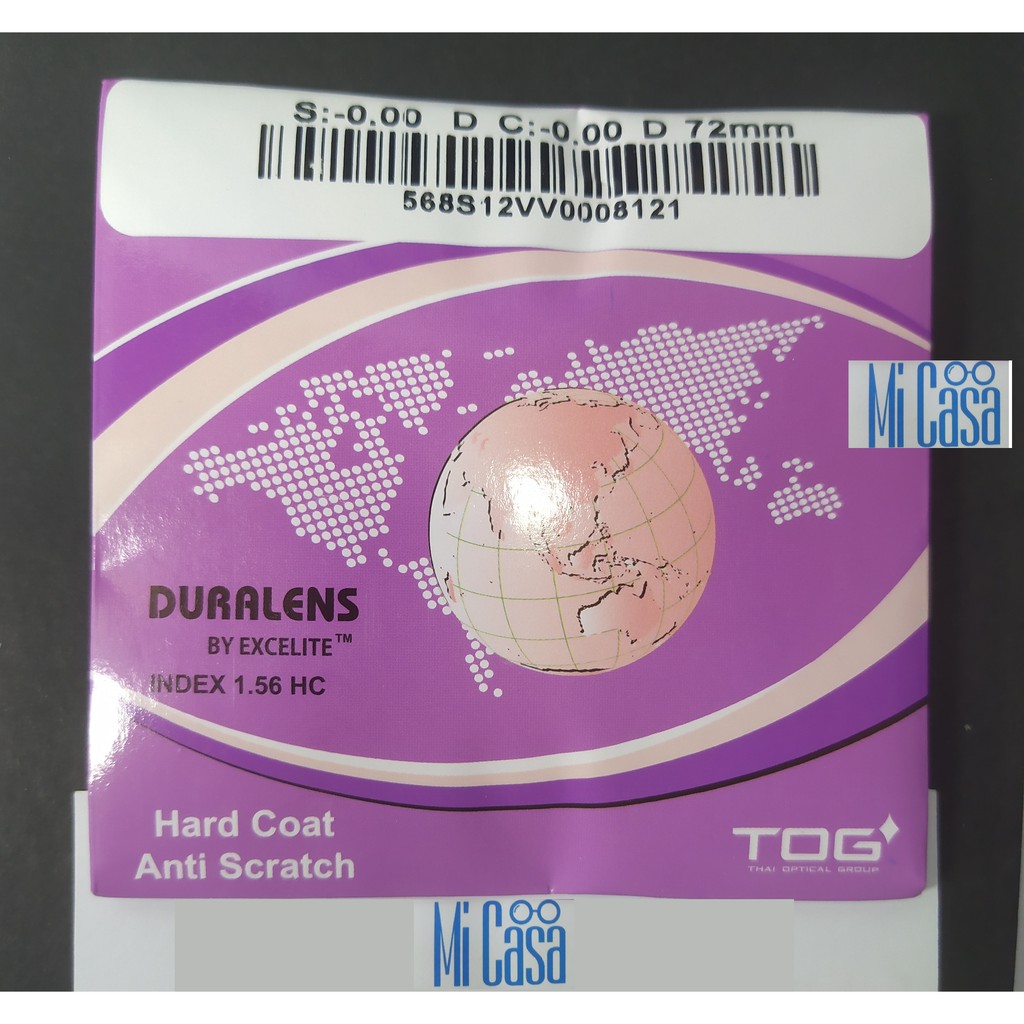 S:-0.00 D C:-0.00 D 72mm
568S12VV0008121
Mi Casa
DURALENS
BY EXCELITE™
INDEX 1.56 HC
Hard Coat
Anti Scratch
TOG
THAI OPTICAL GROUP
Mi Casa